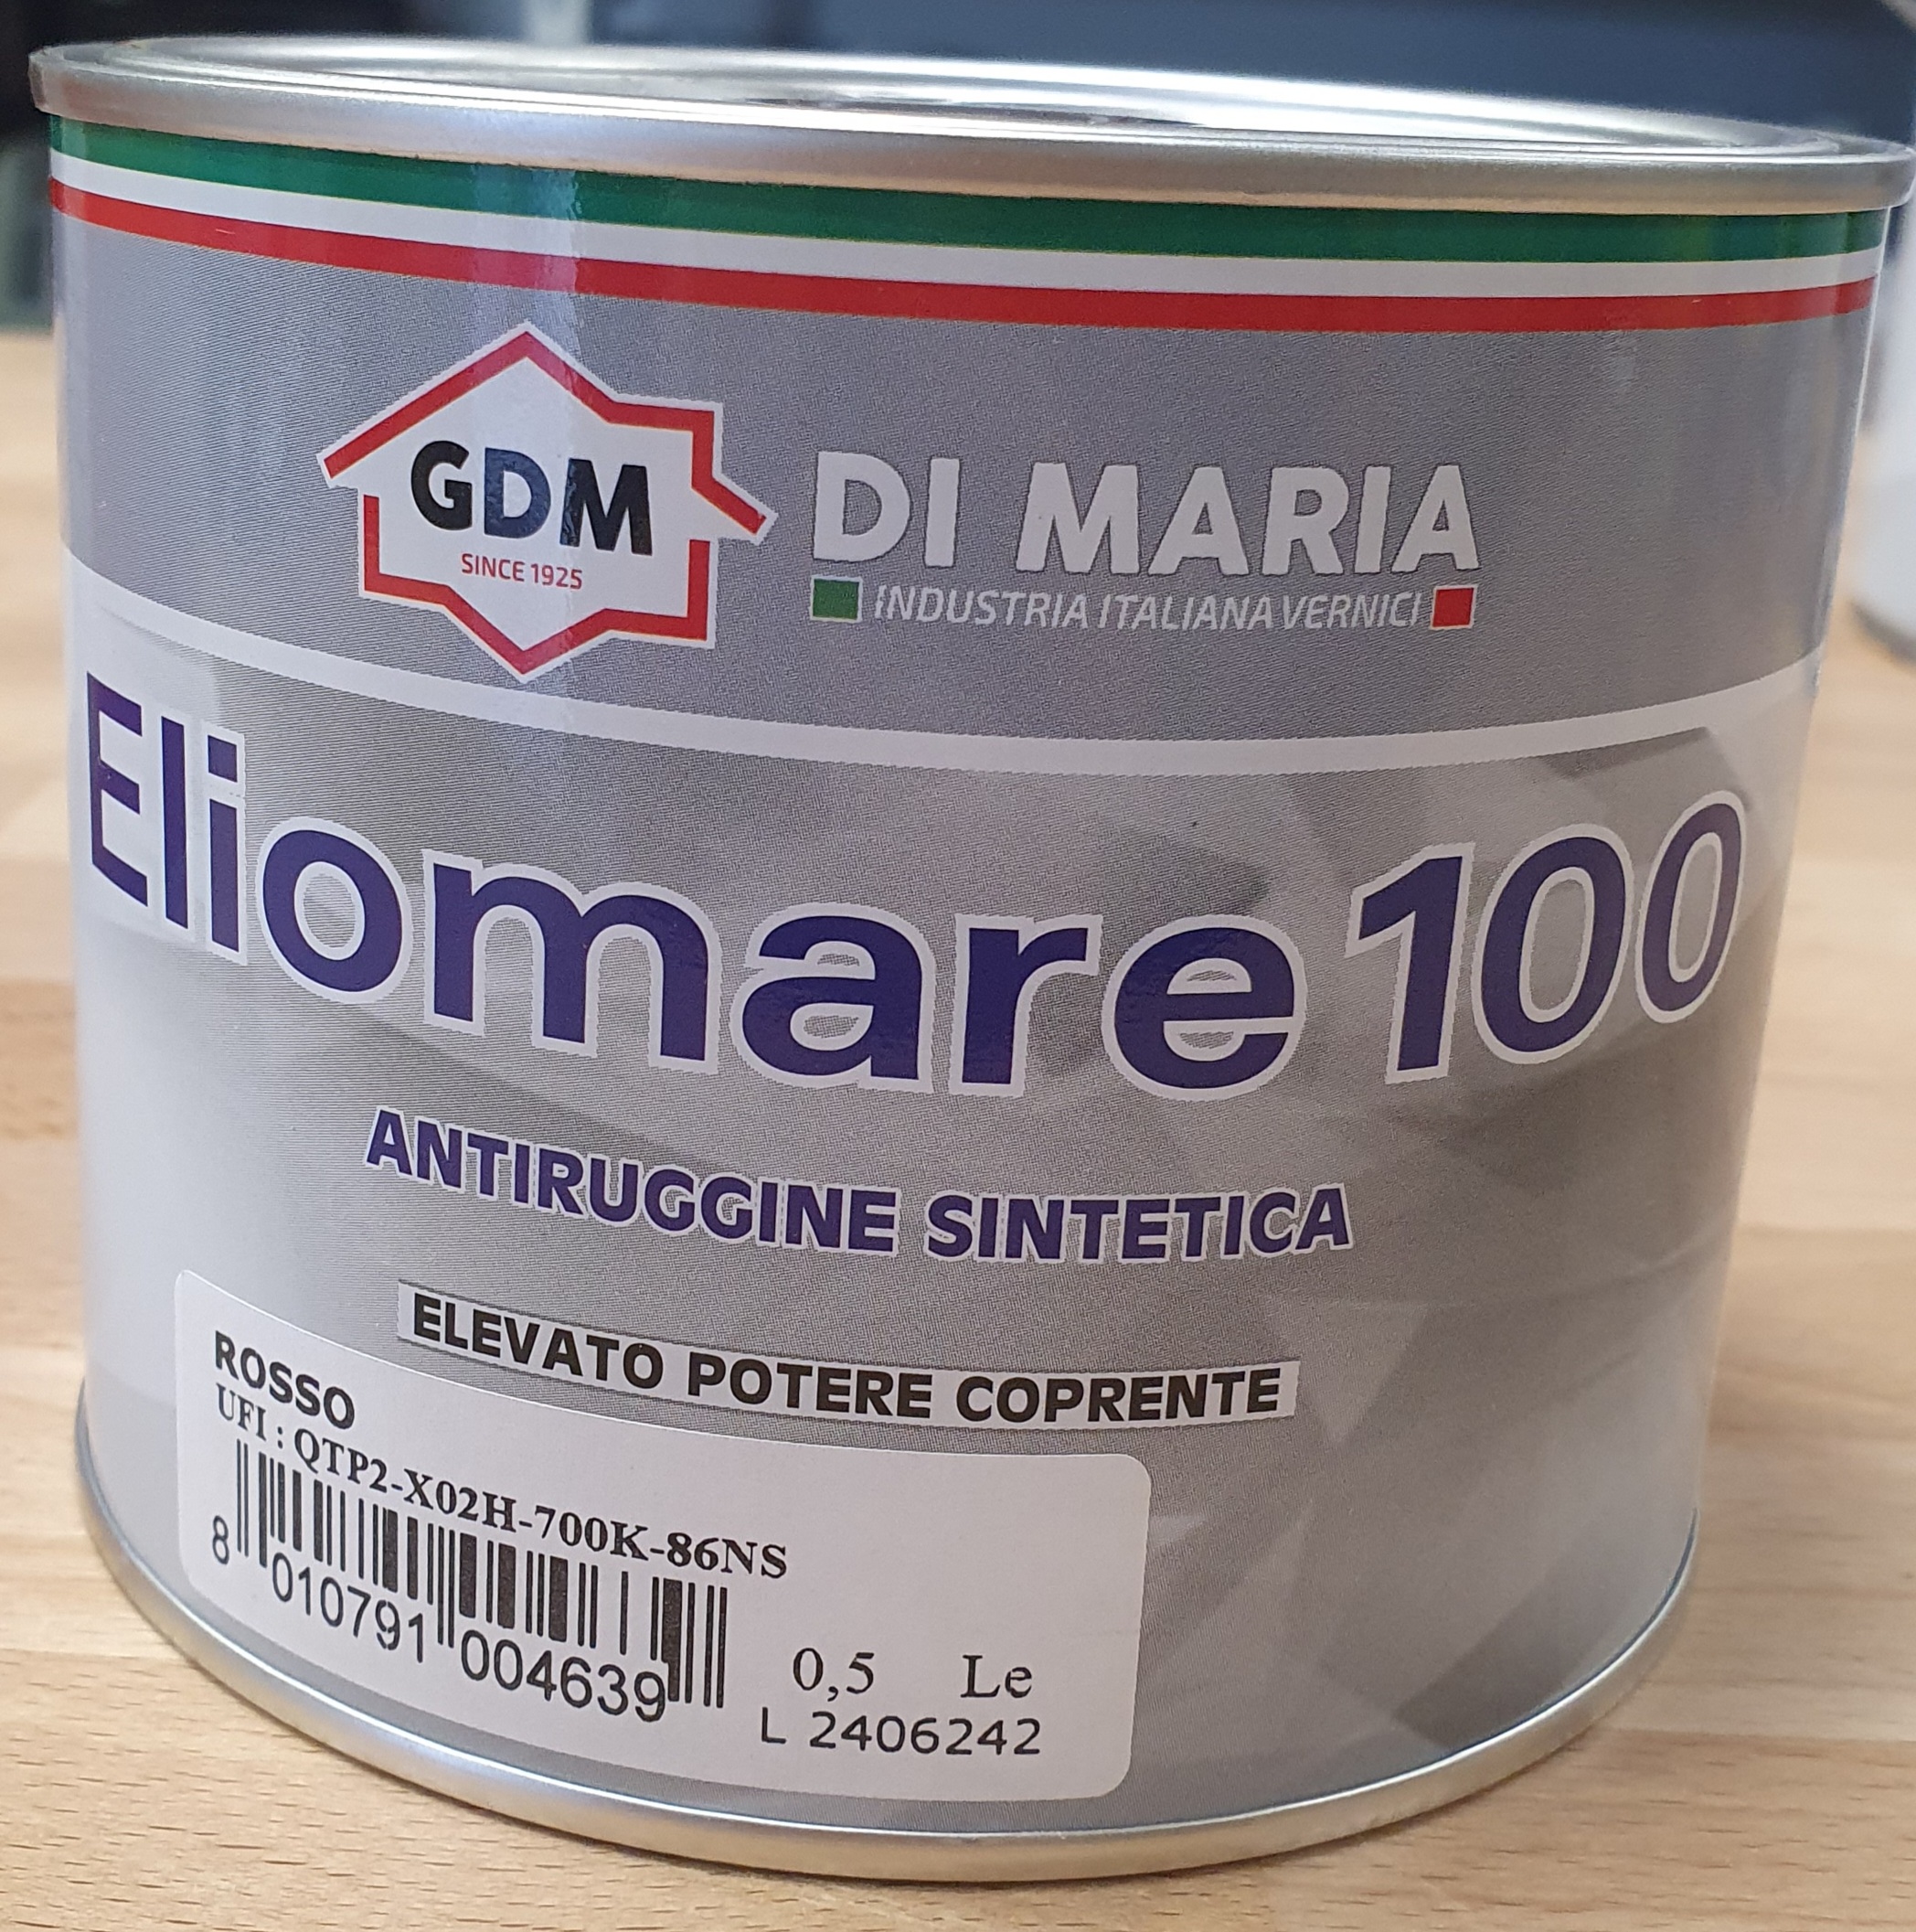 GDM
SINCE 1925
DI MARIA
INDUSTRIA ITALIANA VERNICI
Eliomare 100
ANTIRUGGINE SINTETICA
ELEVATO POTERE COPRENTE
ROSSO
UFI : QTP2-X02H-700K-86NS
8 010791 004639
0,5 Le
L 2406242